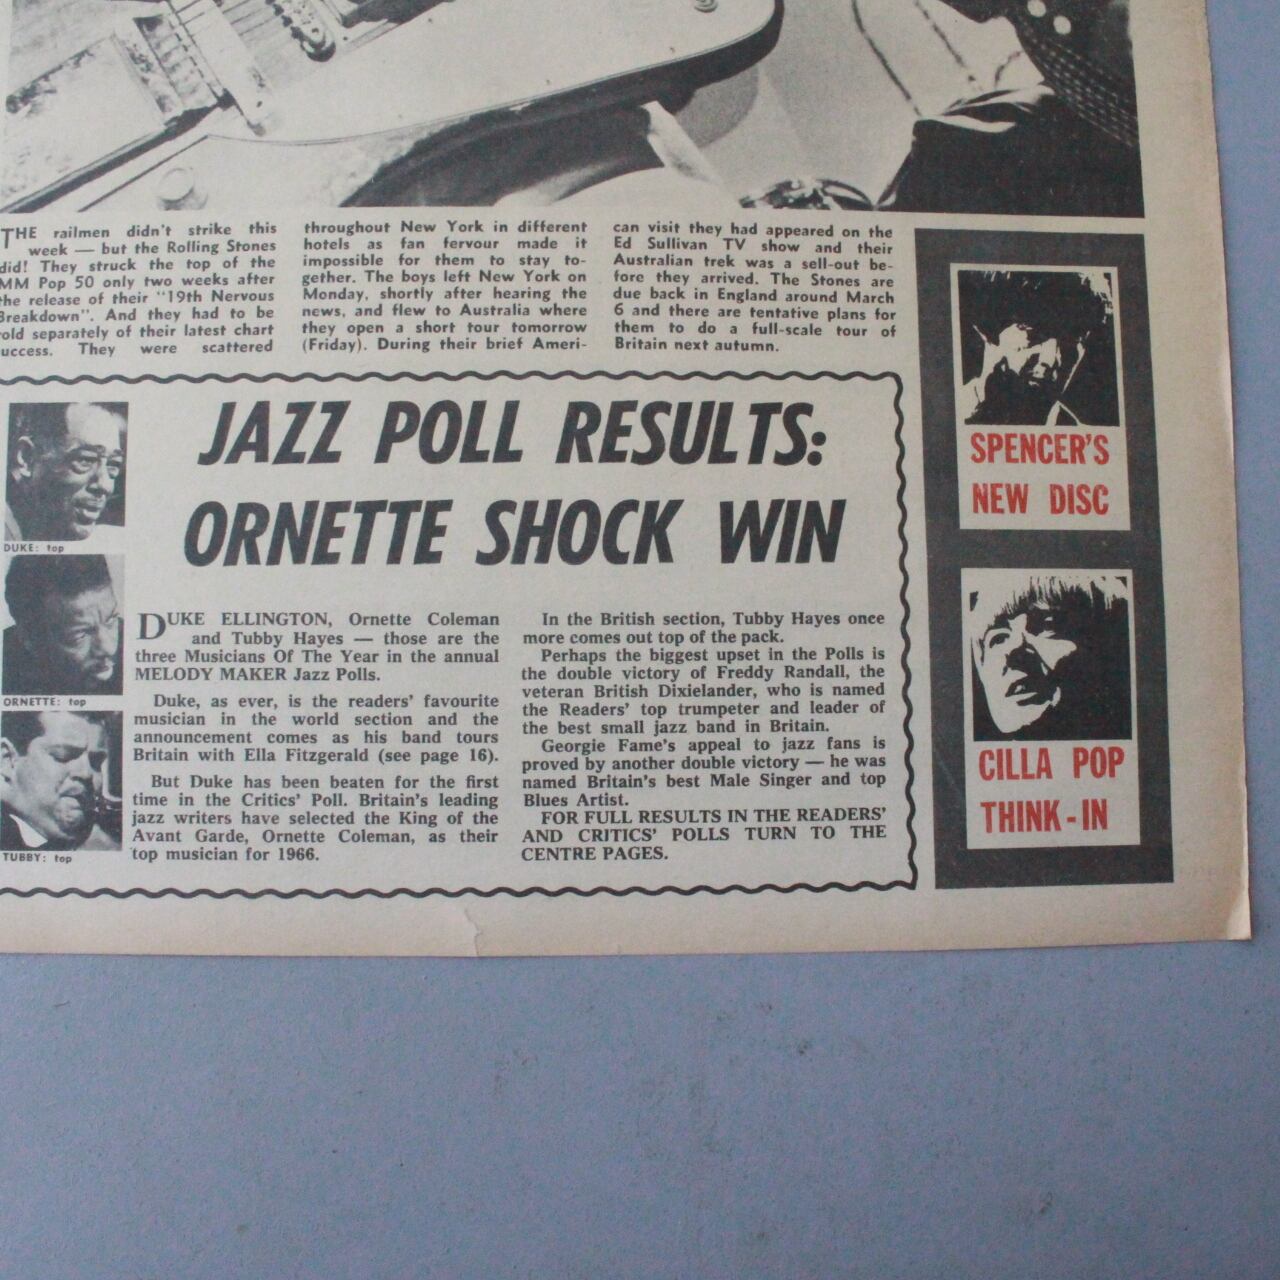 THE railmen didn't strike this
week — but the Rolling Stones
did! They struck the top of the
MM Pop 50 only two weeks after
the release of their "19th Nervous
Breakdown". And they had to be
told separately of their latest chart
success. They were scattered
throughout New York in different
hotels as fan fervour made it
impossible for them to stay to-
gether. The boys left New York on
Monday, shortly after hearing the
news, and flew to Australia where
they open a short tour tomorrow
(Friday). During their brief Ameri-
can visit they had appeared on the
Ed Sullivan TV show and their
Australian trek was a sell-out be-
fore they arrived. The Stones are
due back in England around March
6 and there are tentative plans for
them to do a full-scale tour of
Britain next autumn.
JAZZ POLL RESULTS:
ORNETTE SHOCK WIN
DUKE: top
ORNETTE: top
TUBBY: top
DUKE ELLINGTON, Ornette Coleman
and Tubby Hayes — those are the
three Musicians Of The Year in the annual
MELODY MAKER Jazz Polls.
Duke, as ever, is the readers' favourite
musician in the world section and the
announcement comes as his band tours
Britain with Ella Fitzgerald (see page 16).
But Duke has been beaten for the first
time in the Critics' Poll. Britain's leading
jazz writers have selected the King of the
Avant Garde, Ornette Coleman, as their
top musician for 1966.
In the British section, Tubby Hayes once
more comes out top of the pack.
Perhaps the biggest upset in the Polls is
the double victory of Freddy Randall, the
veteran British Dixielander, who is named
the Readers' top trumpeter and leader of
the best small jazz band in Britain.
Georgie Fame's appeal to jazz fans is
proved by another double victory — he was
named Britain's best Male Singer and top
Blues Artist.
FOR FULL RESULTS IN THE READERS'
AND CRITICS' POLLS TURN TO THE
CENTRE PAGES.
SPENCER'S
NEW DISC
CILLA POP
THINK-IN